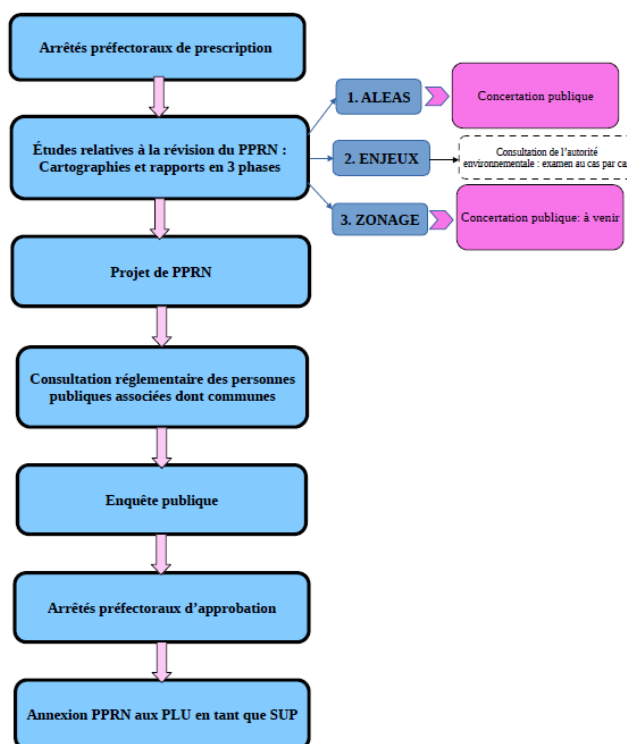 Arrêtés préfectoraux de prescription
1. ALEAS
Concertation publique
Études relatives à la révision du PPRN :
Cartographies et rapports en 3 phases
2. ENJEUX
Consultation de l'autorité
environnementale : examen au cas par ca
3. ZONAGE
Concertation publique: à venir
Projet de PPRN
Consultation réglementaire des personnes
publiques associées dont communes
Enquête publique
Arrêtés préfectoraux d'approbation
Annexion PPRN aux PLU en tant que SUP